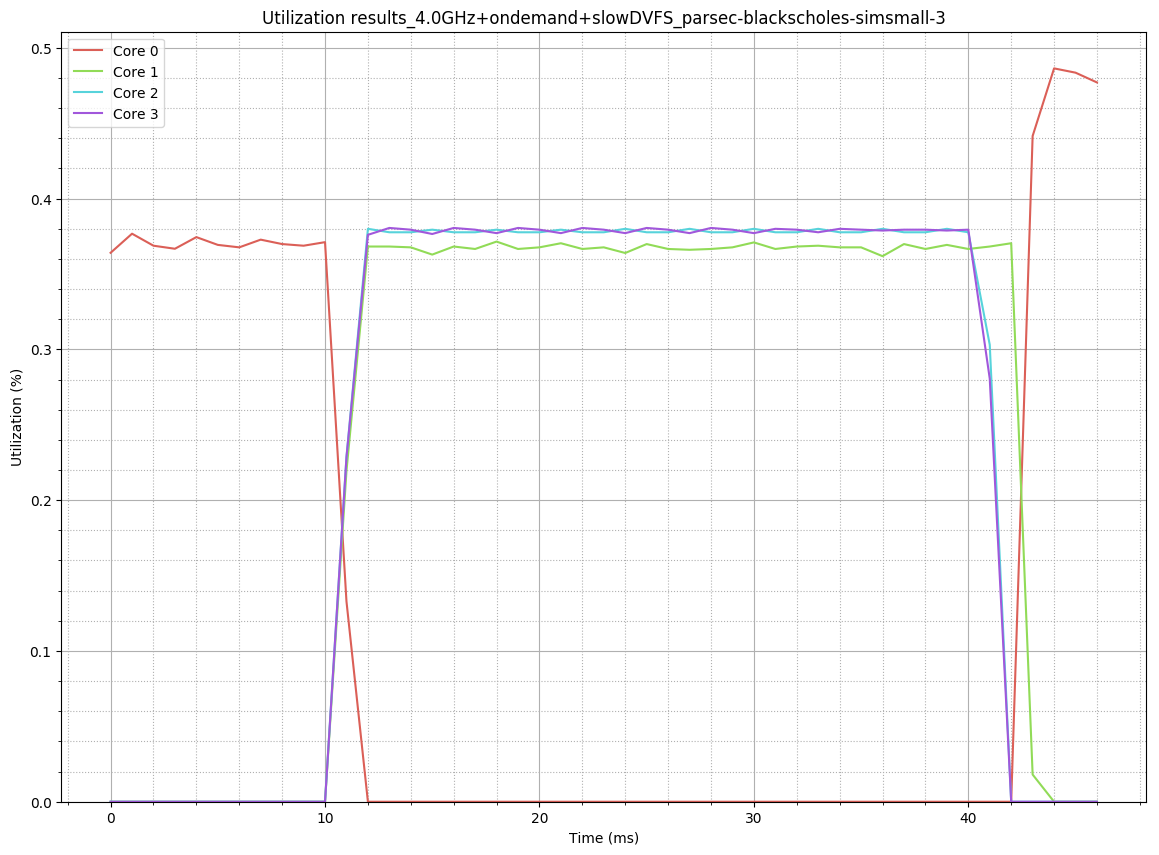 Utilization results_4.0GHz+ondemand+slowDVFS_parsec-blackscholes-simsmall-3
Core 0
Core 1
Core 2
Core 3
Utilization (%)
0.5
0.4
0.3
0.2
0.1
0.0
0 10 20 30 40
Time (ms)